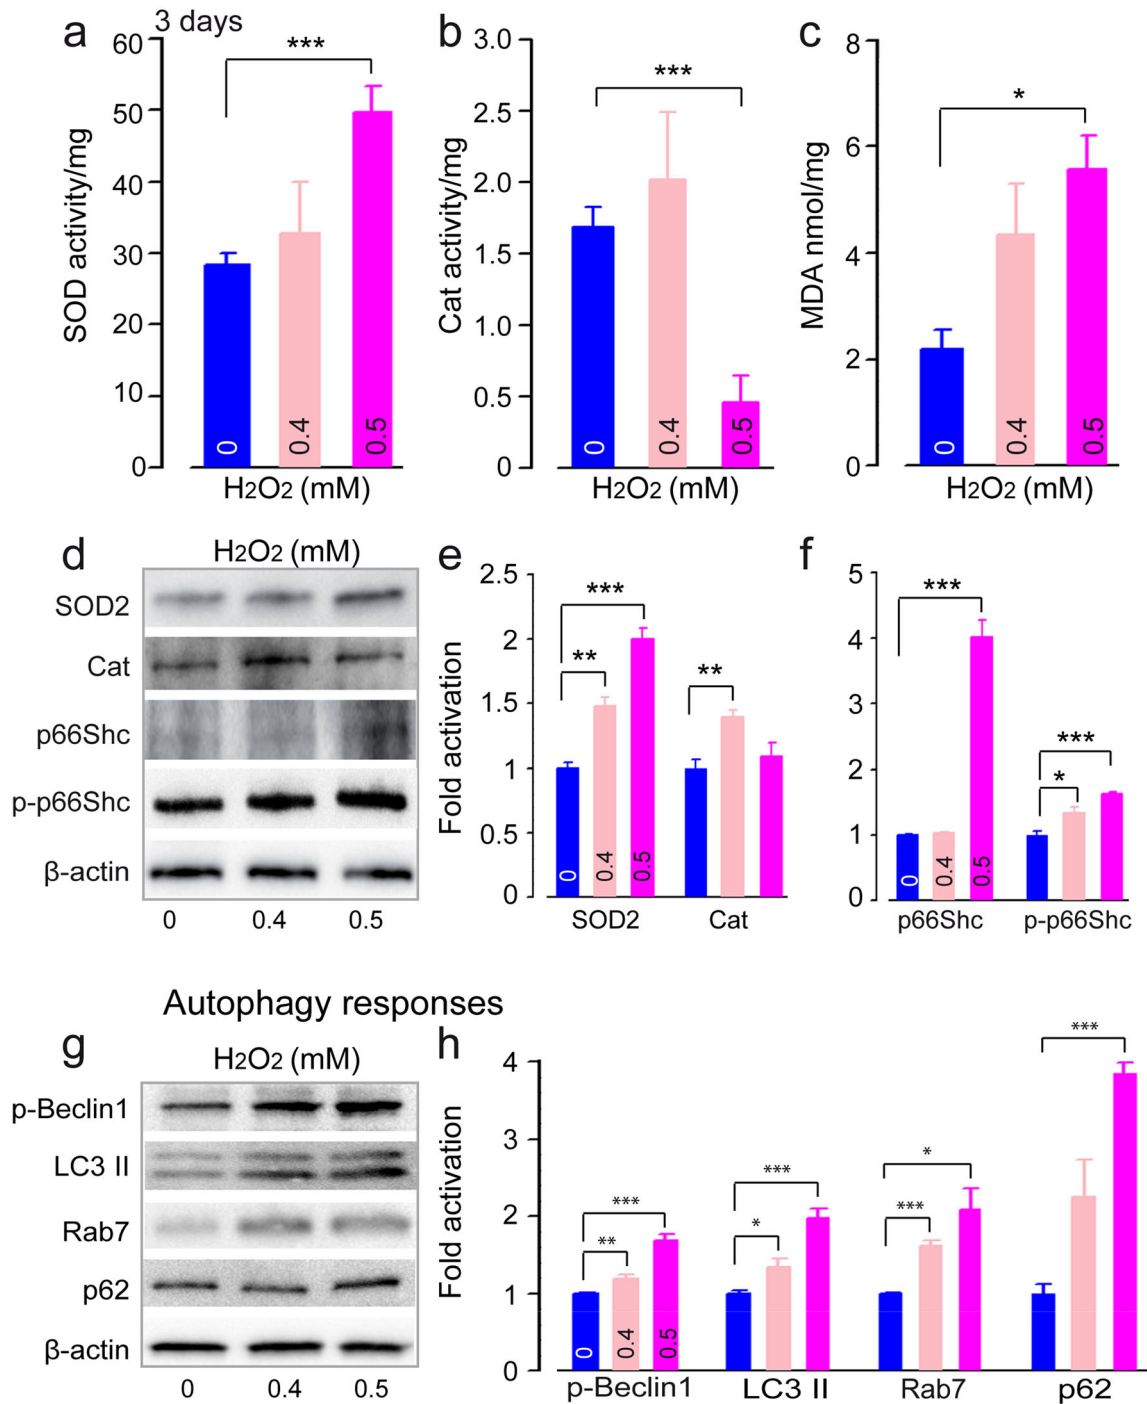 a 3 days
SOD activity/mg
60
50
40
30
20
10
0
***
0
0.4
0.5
H2O2 (mM)
b
Cat activity/mg
3.0
2.5
2.0
1.5
1.0
0.5
0
***
0
0.4
0.5
H2O2 (mM)
c
MDA nmol/mg
8
6
4
2
0
*
0
0.4
0.5
H2O2 (mM)
d
H2O2 (mM)
SOD2
Cat
p66Shc
p-p66Shc
β-actin
0 0.4 0.5
e
Fold activation
2.5
2
1.5
1
0.5
0
***
**
**
0
0.4
0.5
SOD2 Cat
f
5
4
3
2
1
0
***
***
*
0
0.4
0.5
p66Shc p-p66Shc
Autophagy responses
g
H2O2 (mM)
p-Beclin1
LC3 II
Rab7
p62
β-actin
0 0.4 0.5
h
Fold activation
4
3
2
1
0
***
**
***
*
*
***
***
0
0.4
0.5
p-Beclin1 LC3 II Rab7 p62